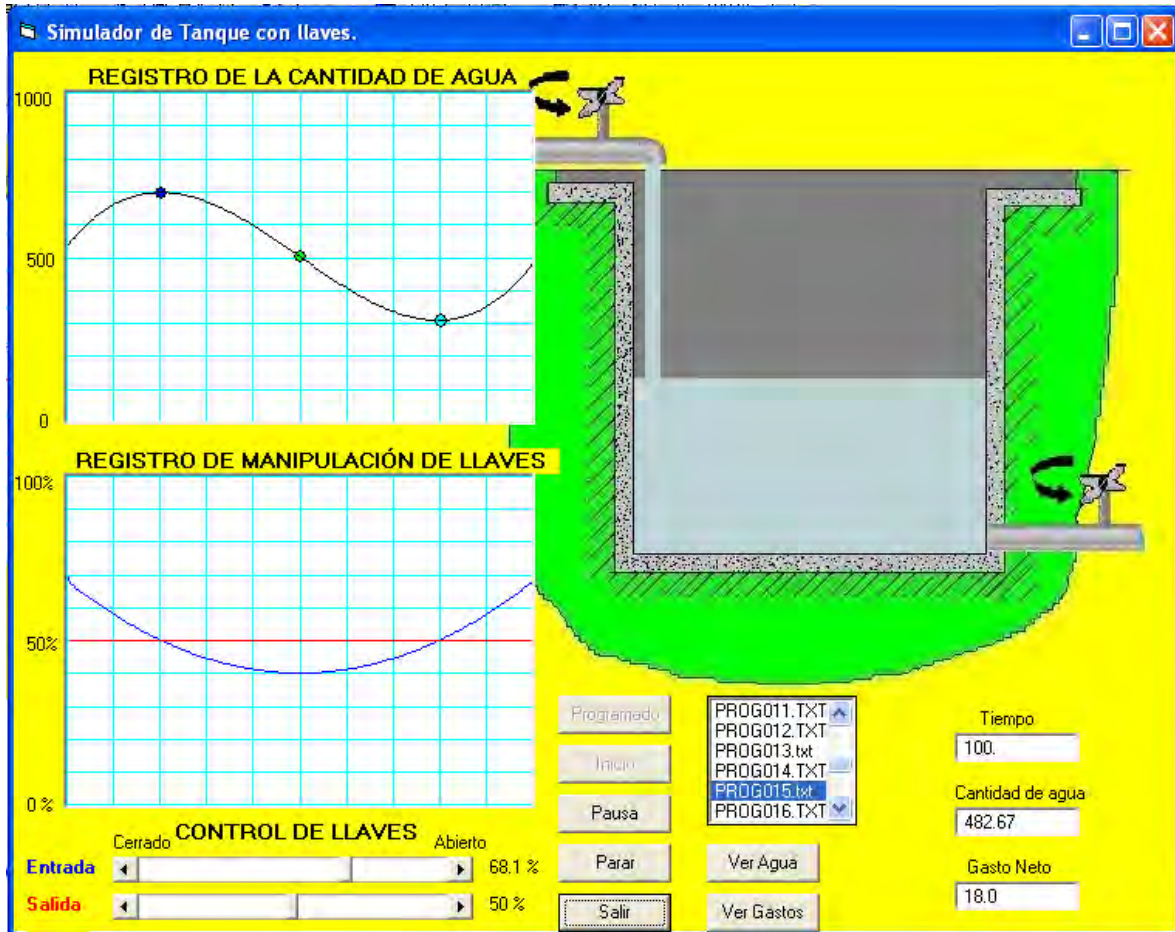 Simulador de Tanque con llaves.
REGISTRO DE LA CANTIDAD DE AGUA
1000
500
0
REGISTRO DE MANIPULACIÓN DE LLAVES
100%
50%
0 %
CONTROL DE LLAVES
Cerrado
Abierto
Entrada
68.1 %
Salida
50 %
Programado
Inicio
Pausa
Parar
Salir
PROG011.TXT
PROG012.TXT
PROG013.txt
PROG014.TXT
PROG015.txt
PROG016.TXT
Ver Agua
Ver Gastos
Tiempo
100.
Cantidad de agua
482.67
Gasto Neto
18.0